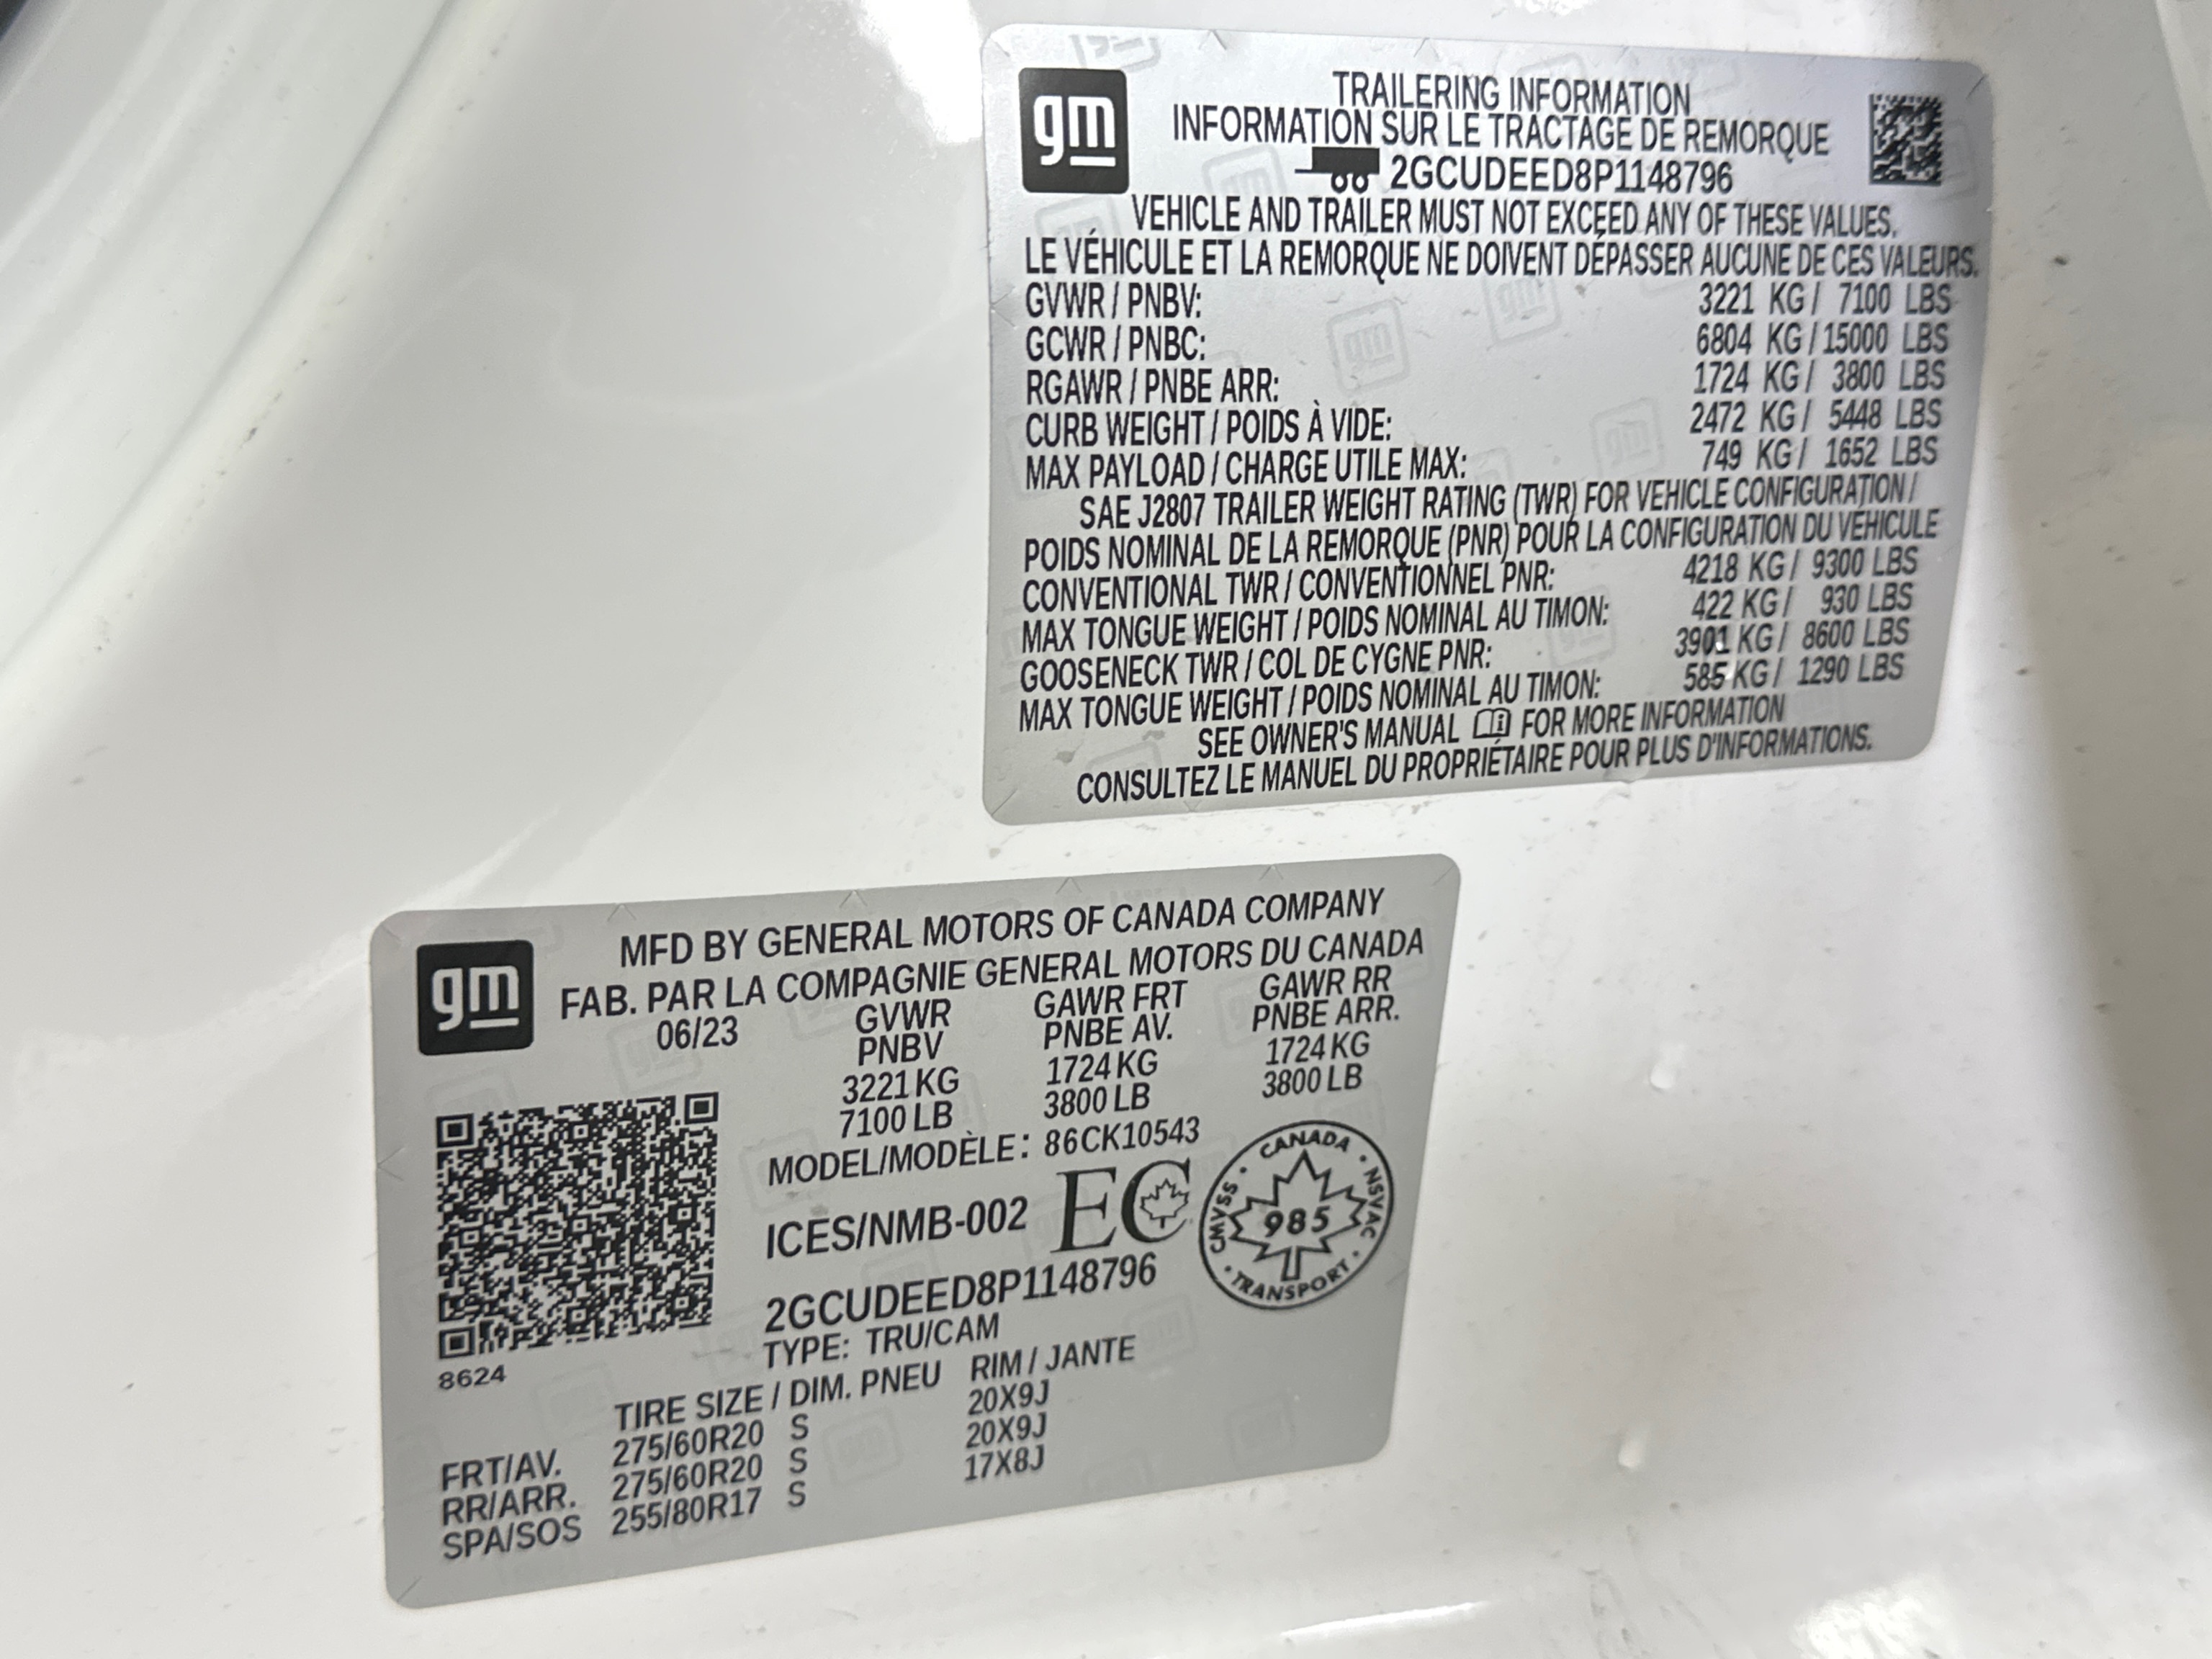 gm
TRAILERING INFORMATION
INFORMATION SUR LE TRACTAGE DE REMORQUE
2GCUDEED8P1148796
VEHICLE AND TRAILER MUST NOT EXCEED ANY OF THESE VALUES.
LE VÉHICULE ET LA REMORQUE NE DOIVENT DÉPASSER AUCUNE DE CES VALEURS.
GVWR / PNBV: 3221 KG / 7100 LBS
GCWR / PNBC: 6804 KG / 15000 LBS
RGAWR / PNBE ARR: 1724 KG / 3800 LBS
CURB WEIGHT / POIDS À VIDE: 2472 KG / 5448 LBS
MAX PAYLOAD / CHARGE UTILE MAX: 749 KG / 1652 LBS
SAE J2807 TRAILER WEIGHT RATING (TWR) FOR VEHICLE CONFIGURATION /
POIDS NOMINAL DE LA REMORQUE (PNR) POUR LA CONFIGURATION DU VÉHICULE
CONVENTIONAL TWR / CONVENTIONNEL PNR: 4218 KG / 9300 LBS
MAX TONGUE WEIGHT / POIDS NOMINAL AU TIMON: 422 KG / 930 LBS
GOOSENECK TWR / COL DE CYGNE PNR: 3901 KG / 8600 LBS
MAX TONGUE WEIGHT / POIDS NOMINAL AU TIMON: 585 KG / 1290 LBS
SEE OWNER'S MANUAL FOR MORE INFORMATION
CONSULTEZ LE MANUEL DU PROPRIÉTAIRE POUR PLUS D'INFORMATIONS.
gm
MFD BY GENERAL MOTORS OF CANADA COMPANY
FAB. PAR LA COMPAGNIE GENERAL MOTORS DU CANADA
06/23 GVWR GAWR FRT GAWR RR
PNBV PNBE AV. PNBE ARR.
3221 KG 1724 KG 1724 KG
7100 LB 3800 LB 3800 LB
MODEL/MODÈLE: 86CK10543
ICES/NMB-002 EC
CANADA • NSVAC • TRANSPORT • CMVSS •
985
2GCUDEED8P1148796
TYPE: TRU/CAM
8624
TIRE SIZE / DIM. PNEU RIM / JANTE
FRT/AV. 275/60R20 S 20X9J
RR/ARR. 275/60R20 S 20X9J
SPA/SOS 255/80R17 S 17X8J